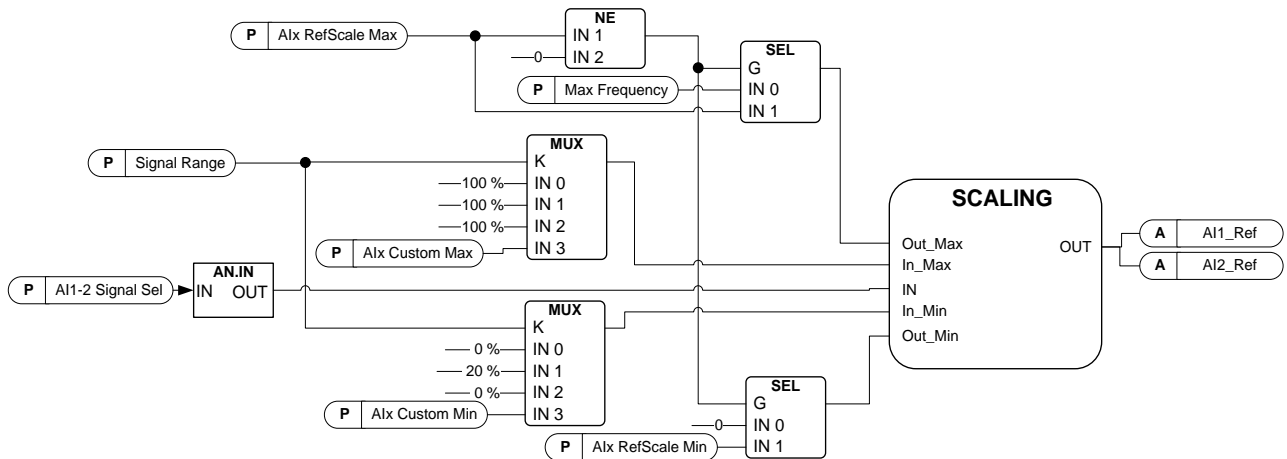 NE
P AIx RefScale Max
IN 1
0 IN 2
SEL
G
P Max Frequency
IN 0
IN 1
MUX
P Signal Range
K
100 % IN 0
100 % IN 1
100 % IN 2
P AIx Custom Max
IN 3
SCALING
Out_Max
In_Max
IN
In_Min
Out_Min
OUT
A AI1_Ref
A AI2_Ref
AN.IN
P AI1-2 Signal Sel
IN OUT
MUX
K
0 % IN 0
20 % IN 1
0 % IN 2
P AIx Custom Min
IN 3
SEL
G
0 IN 0
P AIx RefScale Min
IN 1